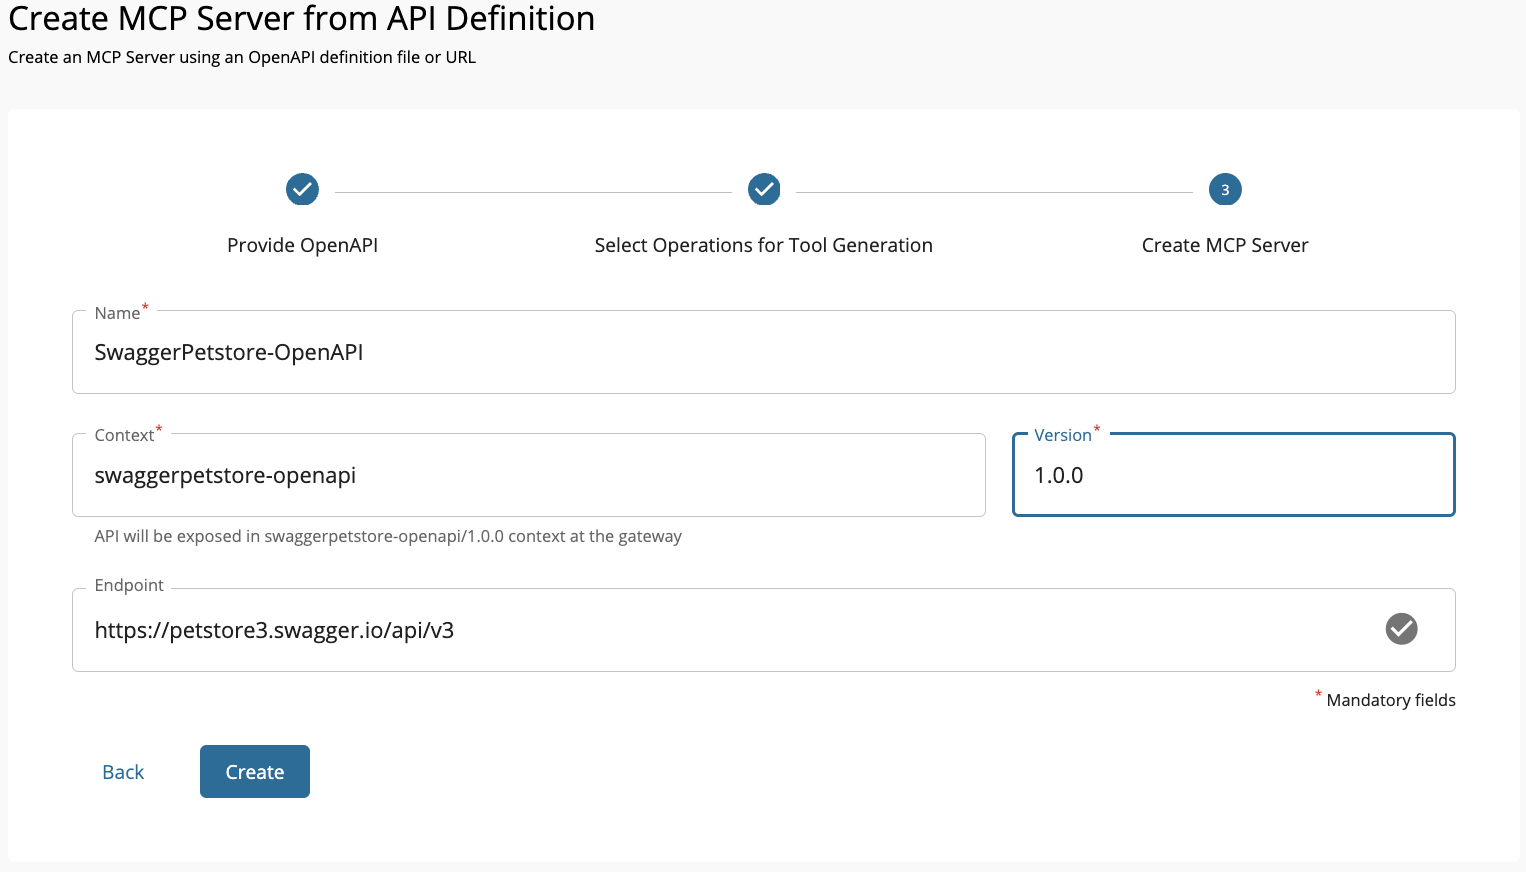 Create MCP Server from API Definition
Create an MCP Server using an OpenAPI definition file or URL
3
Provide OpenAPI
Select Operations for Tool Generation
Create MCP Server
Name*
SwaggerPetstore-OpenAPI
Context*
Version*
swaggerpetstore-openapi
1.0.0
API will be exposed in swaggerpetstore-openapi/1.0.0 context at the gateway
Endpoint
https://petstore3.swagger.io/api/v3
* Mandatory fields
Back
Create